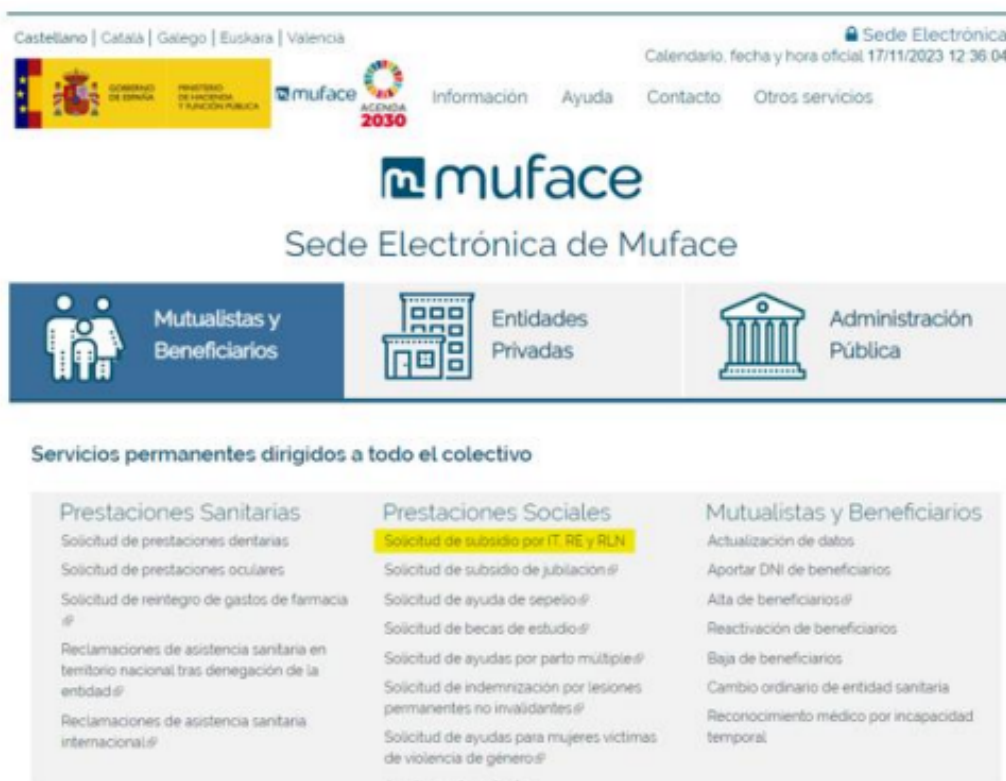 Castellano | Català | Galego | Euskara | Valencià
Sede Electrónica
Calendario, fecha y hora oficial 17/11/2023 12:36:04
GOBIERNO
DE ESPAÑA
MINISTERIO
DE HACIENDA
Y FUNCIÓN PÚBLICA
muface
AGENDA
2030
Información Ayuda Contacto Otros servicios
muface
Sede Electrónica de Muface
Mutualistas y
Beneficiarios
Entidades
Privadas
Administración
Pública
Servicios permanentes dirigidos a todo el colectivo
Prestaciones Sanitarias
Solicitud de prestaciones dentarias
Solicitud de prestaciones oculares
Solicitud de reintegro de gastos de farmacia
Reclamaciones de asistencia sanitaria en
territorio nacional tras denegación de la
entidad
Reclamaciones de asistencia sanitaria
internacional
Prestaciones Sociales
Solicitud de subsidio por IT, RE y RLN
Solicitud de subsidio de jubilación
Solicitud de ayuda de sepelio
Solicitud de becas de estudio
Solicitud de ayudas por parto múltiple
Solicitud de indemnización por lesiones
permanentes no invalidantes
Solicitud de ayudas para mujeres víctimas
de violencia de género
Mutualistas y Beneficiarios
Actualización de datos
Aportar DNI de beneficiarios
Alta de beneficiarios
Reactivación de beneficiarios
Baja de beneficiarios
Cambio ordinario de entidad sanitaria
Reconocimiento médico por incapacidad
temporal